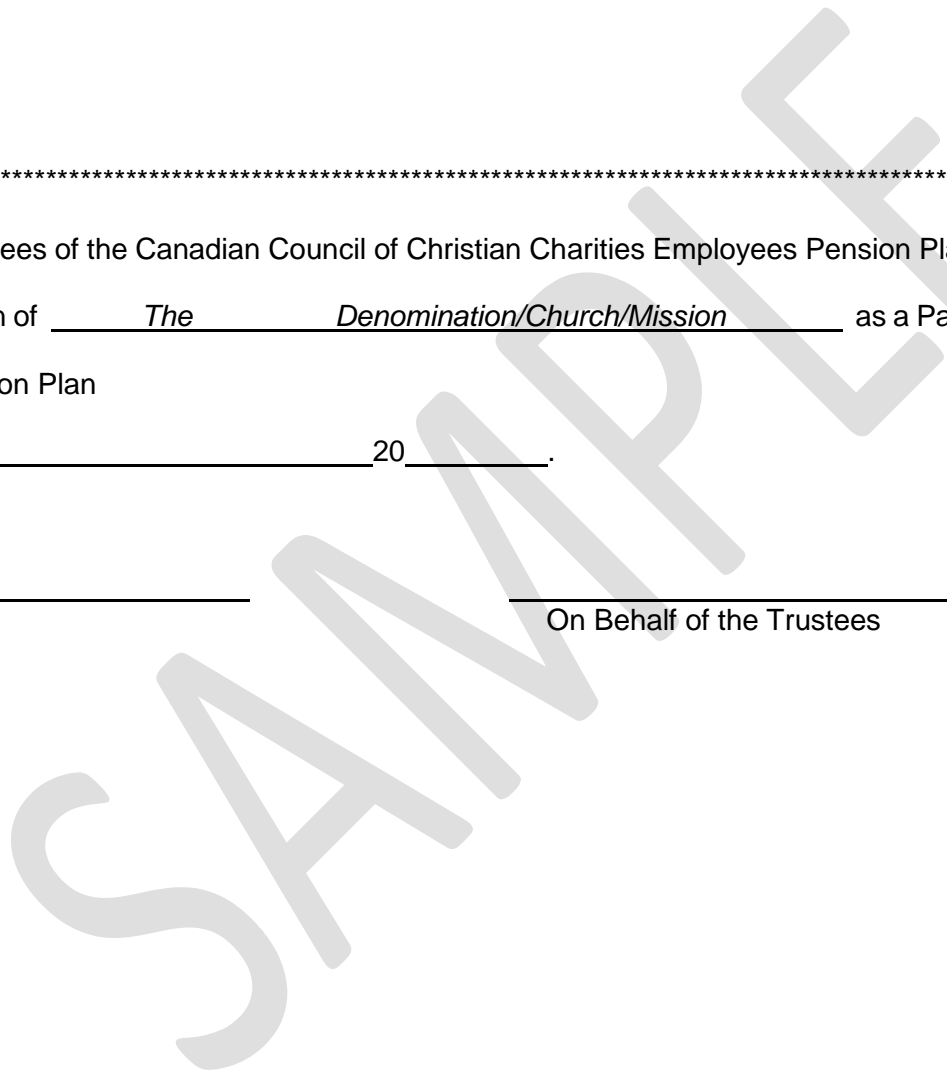 *************************************************************************************
ees of the Canadian Council of Christian Charities Employees Pension Pla
n of The Denomination/Church/Mission as a Pa
on Plan
20 .
On Behalf of the Trustees
SAMPLE